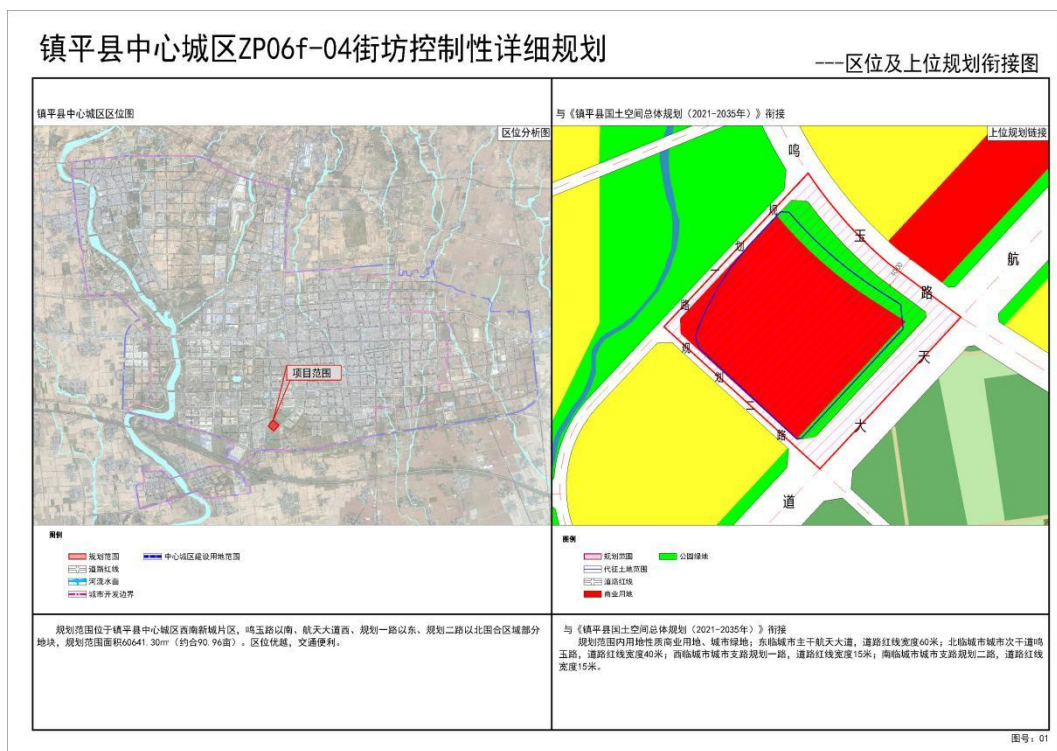 镇平县中心城区ZP06f-04街坊控制性详细规划
---区位及上位规划衔接图
镇平县中心城区区位图
区位分析图
项目范围
图例
规划范围
中心城区建设用地范围
道路红线
河流水面
城市开发边界
规划范围位于镇平县中心城区西南新城片区，鸣玉路以南、航天大道西、规划一路以东、规划二路以北围合区域部分
地块，规划范围面积60641.30㎡（约合90.96亩）。区位优越，交通便利。
与《镇平县国土空间总体规划（2021-2035年）》衔接
上位规划链接
鸣玉路
航天大道
规划一路
规划二路
图例
规划范围
公园绿地
代征土地范围
道路红线
商业用地
与《镇平县国土空间总体规划（2021-2035年）》衔接
规划范围内用地性质商业用地、城市绿地；东临城市主干航天大道，道路红线宽度60米；北临城市城市次干道鸣
玉路，道路红线宽度40米；西临城市城市支路规划一路，道路红线宽度15米；南临城市城市支路规划二路，道路红线
宽度15米。
图号：01